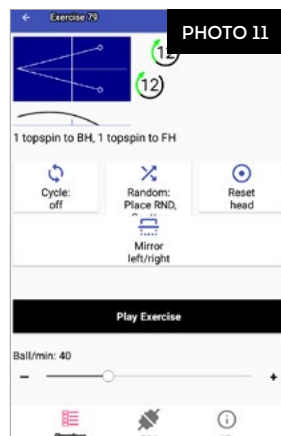 Exercise 79
PHOTO 11
12
12
1 topspin to BH, 1 topspin to FH
Cycle:
off
Random:
Place RND,
Reset
head
Mirror
left/right
Play Exercise
Ball/min: 40